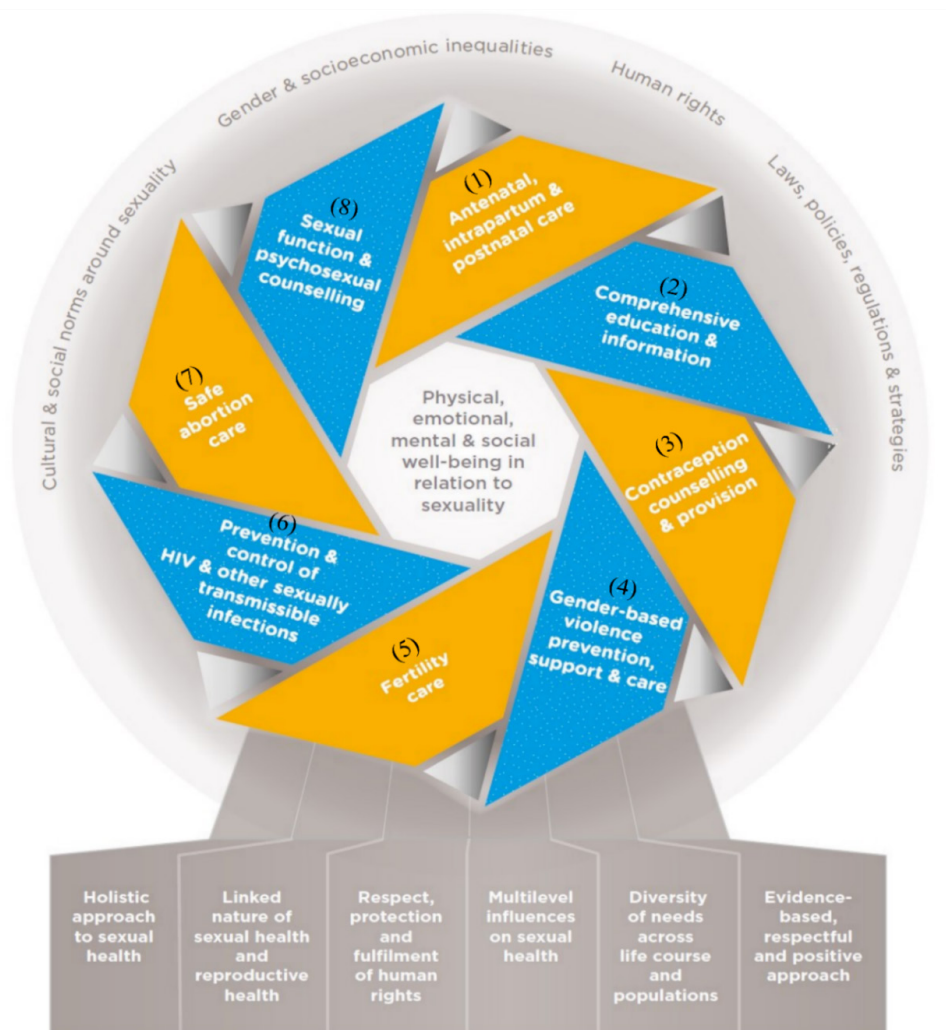 Gender & socioeconomic inequalities
Human rights
Cultural & social norms around sexuality
Laws, policies, regulations & strategies
(1)
Antenatal,
intrapartum &
postnatal care
(2)
Comprehensive
education &
information
(3)
Contraception
counselling
& provision
(4)
Gender-based
violence
prevention,
support & care
(5)
Fertility
care
(6)
Prevention &
control of
HIV & other sexually
transmissible
infections
(7)
Safe
abortion
care
(8)
Sexual
function &
psychosexual
counselling
Physical,
emotional,
mental & social
well-being in
relation to
sexuality
Holistic
approach
to sexual
health
Linked
nature of
sexual health
and
reproductive
health
Respect,
protection
and
fulfilment
of human
rights
Multilevel
influences
on sexual
health
Diversity
of needs
across
life course
and
populations
Evidence-
based,
respectful
and positive
approach